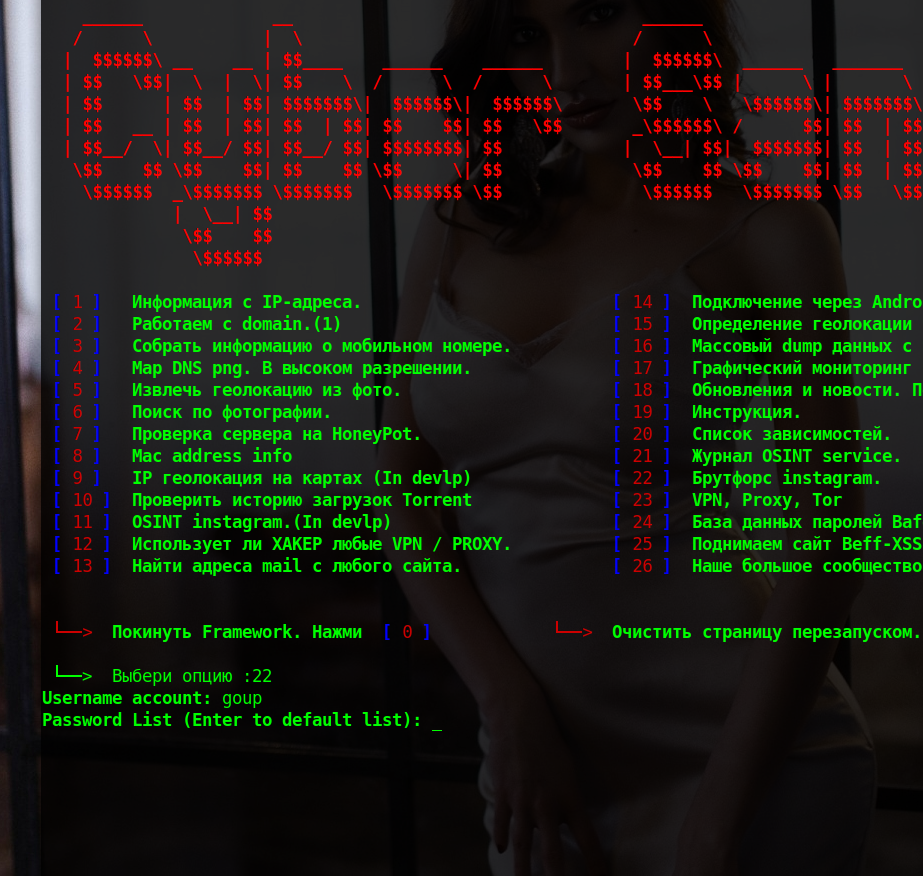 [ 1 ] Информация с IP-адреса.
[ 2 ] Работаем с domain.(1)
[ 3 ] Собрать информацию о мобильном номере.
[ 4 ] Map DNS png. В высоком разрешении.
[ 5 ] Извлечь геолокацию из фото.
[ 6 ] Поиск по фотографии.
[ 7 ] Проверка сервера на HoneyPot.
[ 8 ] Mac address info
[ 9 ] IP геолокация на картах (In devlp)
[ 10 ] Проверить историю загрузок Torrent
[ 11 ] OSINT instagram.(In devlp)
[ 12 ] Использует ли ХАКЕР любые VPN / PROXY.
[ 13 ] Найти адреса mail с любого сайта.
[ 14 ] Подключение через Andro
[ 15 ] Определение геолокации
[ 16 ] Массовый dump данных с
[ 17 ] Графический мониторинг
[ 18 ] Обновления и новости. П
[ 19 ] Инструкция.
[ 20 ] Список зависимостей.
[ 21 ] Журнал OSINT service.
[ 22 ] Брутфорс instagram.
[ 23 ] VPN, Proxy, Tor
[ 24 ] База данных паролей Baf
[ 25 ] Поднимаем сайт Beff-XSS
[ 26 ] Наше большое сообщество
└──> Покинуть Framework. Нажми [ 0 ]
└──> Очистить страницу перезапуском.
└──> Выбери опцию :22
Username account: goup
Password List (Enter to default list): _